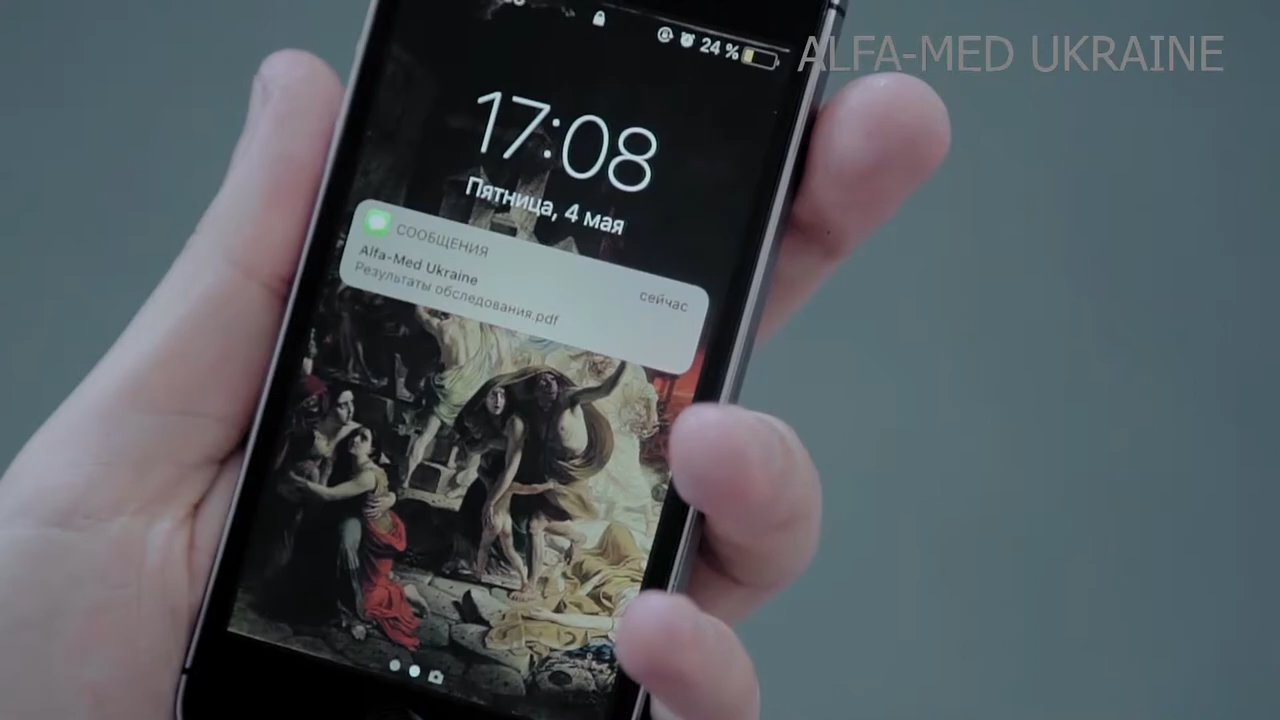 24 %
ALFA-MED UKRAINE
17:08
Пятница, 4 мая
СООБЩЕНИЯ
Alfa-Med Ukraine
сейчас
Результаты обследования.pdf